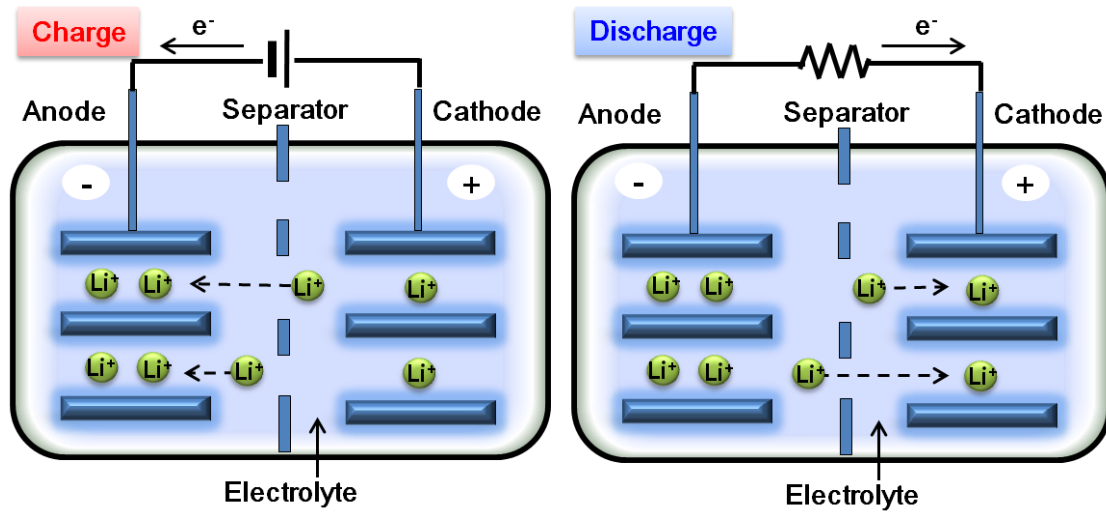 Charge
e⁻
Anode
Separator
Cathode
-
+
Li⁺ Li⁺ Li⁺ Li⁺
Li⁺ Li⁺ Li⁺ Li⁺
Electrolyte
Discharge
e⁻
Anode
Separator
Cathode
-
+
Li⁺ Li⁺ Li⁺ Li⁺
Li⁺ Li⁺ Li⁺ Li⁺
Electrolyte